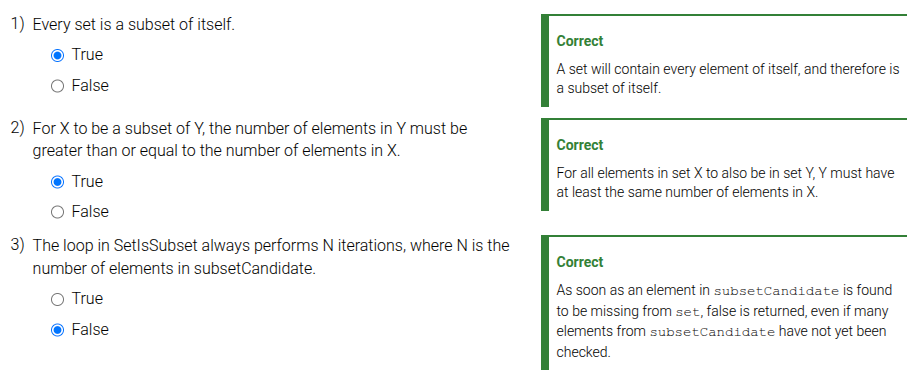 1) Every set is a subset of itself.
True
False
Correct
A set will contain every element of itself, and therefore is
a subset of itself.
2) For X to be a subset of Y, the number of elements in Y must be
greater than or equal to the number of elements in X.
True
False
Correct
For all elements in set X to also be in set Y, Y must have
at least the same number of elements in X.
3) The loop in SetIsSubset always performs N iterations, where N is the
number of elements in subsetCandidate.
True
False
Correct
As soon as an element in subsetCandidate is found
to be missing from set, false is returned, even if many
elements from subsetCandidate have not yet been
checked.